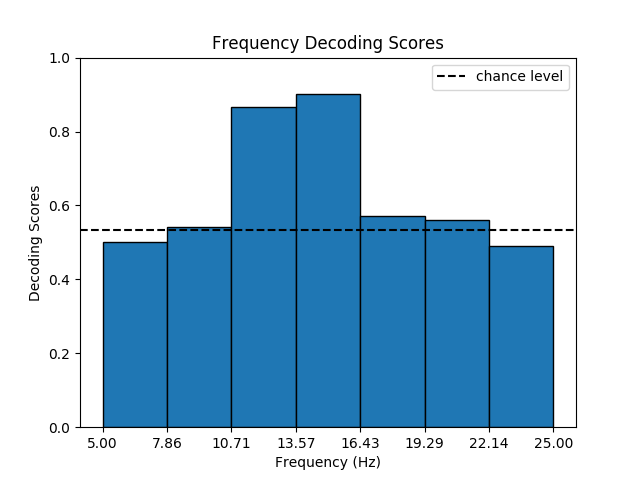 Frequency Decoding Scores
chance level
1.0
0.8
0.6
0.4
0.2
0.0
Decoding Scores
5.00 7.86 10.71 13.57 16.43 19.29 22.14 25.00
Frequency (Hz)